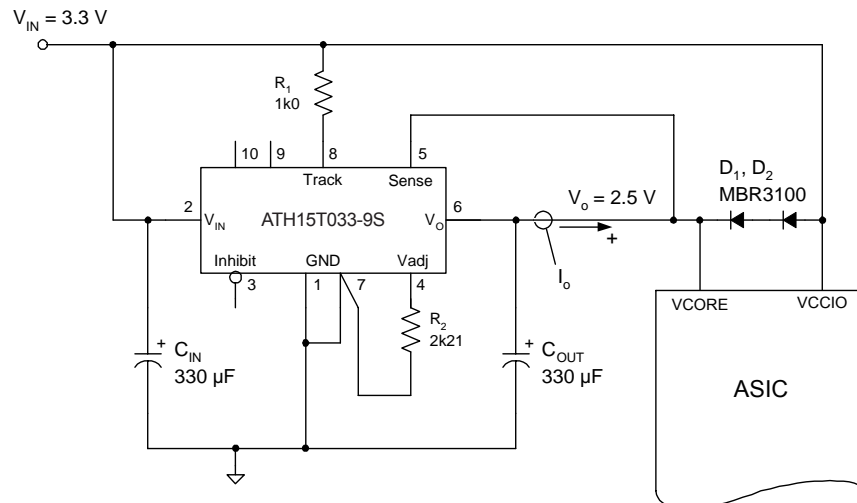 V_IN = 3.3 V
R_1
1k0
10
9
8
5
Track
Sense
D_1, D_2
MBR3100
2
V_IN
ATH15T033-9S
V_O
6
V_o = 2.5 V
+
I_o
Inhibit
GND
Vadj
3
1
7
4
VCORE
VCCIO
R_2
2k21
+
C_IN
330 µF
+
C_OUT
330 µF
ASIC